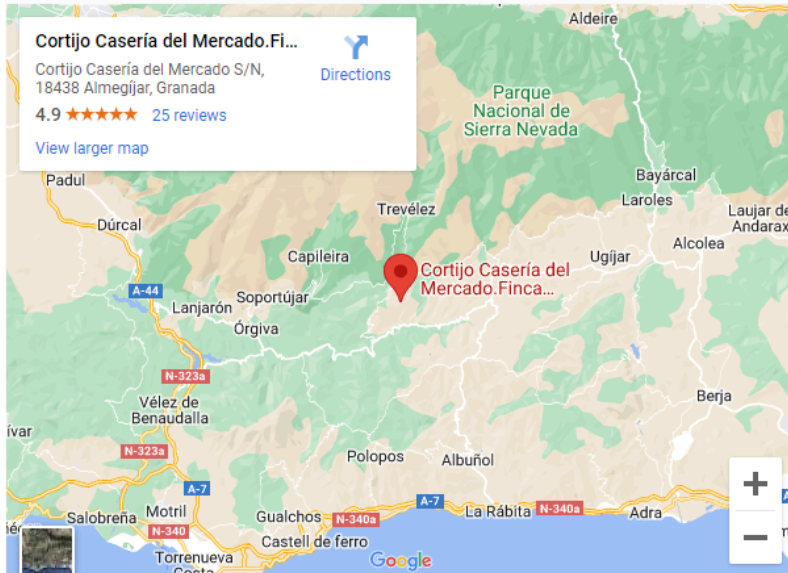 Cortijo Casería del Mercado.Fi...
Directions
Cortijo Casería del Mercado S/N,
18438 Almegíjar, Granada
4.9 ★★★★★ 25 reviews
View larger map
Aldeire
Parque
Nacional de
Sierra Nevada
Padul
Bayárcal
Laroles
Trevélez
Dúrcal
Laujar de
Andarax
Alcolea
Capileira
Ugíjar
Cortijo Casería del
Mercado.Finca...
A-44
Lanjarón
Soportújar
Órgiva
N-323a
Berja
Vélez de
Benaudalla
ívar
N-323a
Polopos
Albuñol
A-7
A-7
Salobreña
Motril
Gualchos
N-340a
La Rábita
N-340a
Adra
N-340
Castell de ferro
Torrenueva
Costa
Google
+
−